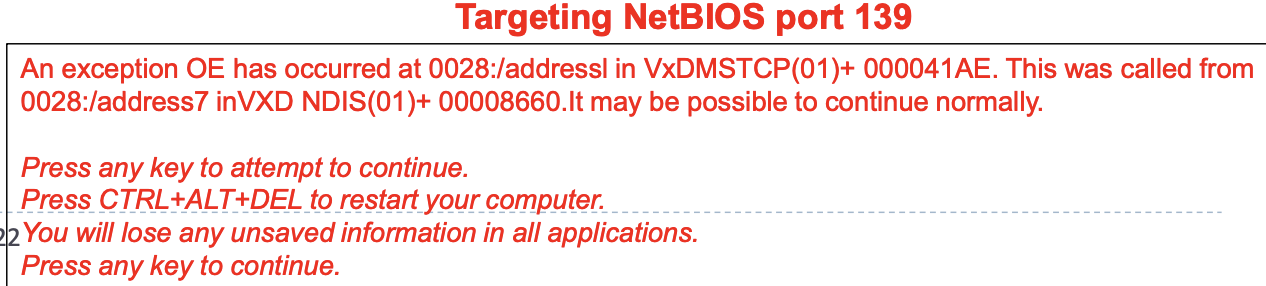 Targeting NetBIOS port 139
An exception OE has occurred at 0028:/addressl in VxDMSTCP(01)+ 000041AE. This was called from
0028:/address7 inVXD NDIS(01)+ 00008660.It may be possible to continue normally.
Press any key to attempt to continue.
Press CTRL+ALT+DEL to restart your computer.
22 You will lose any unsaved information in all applications.
Press any key to continue.